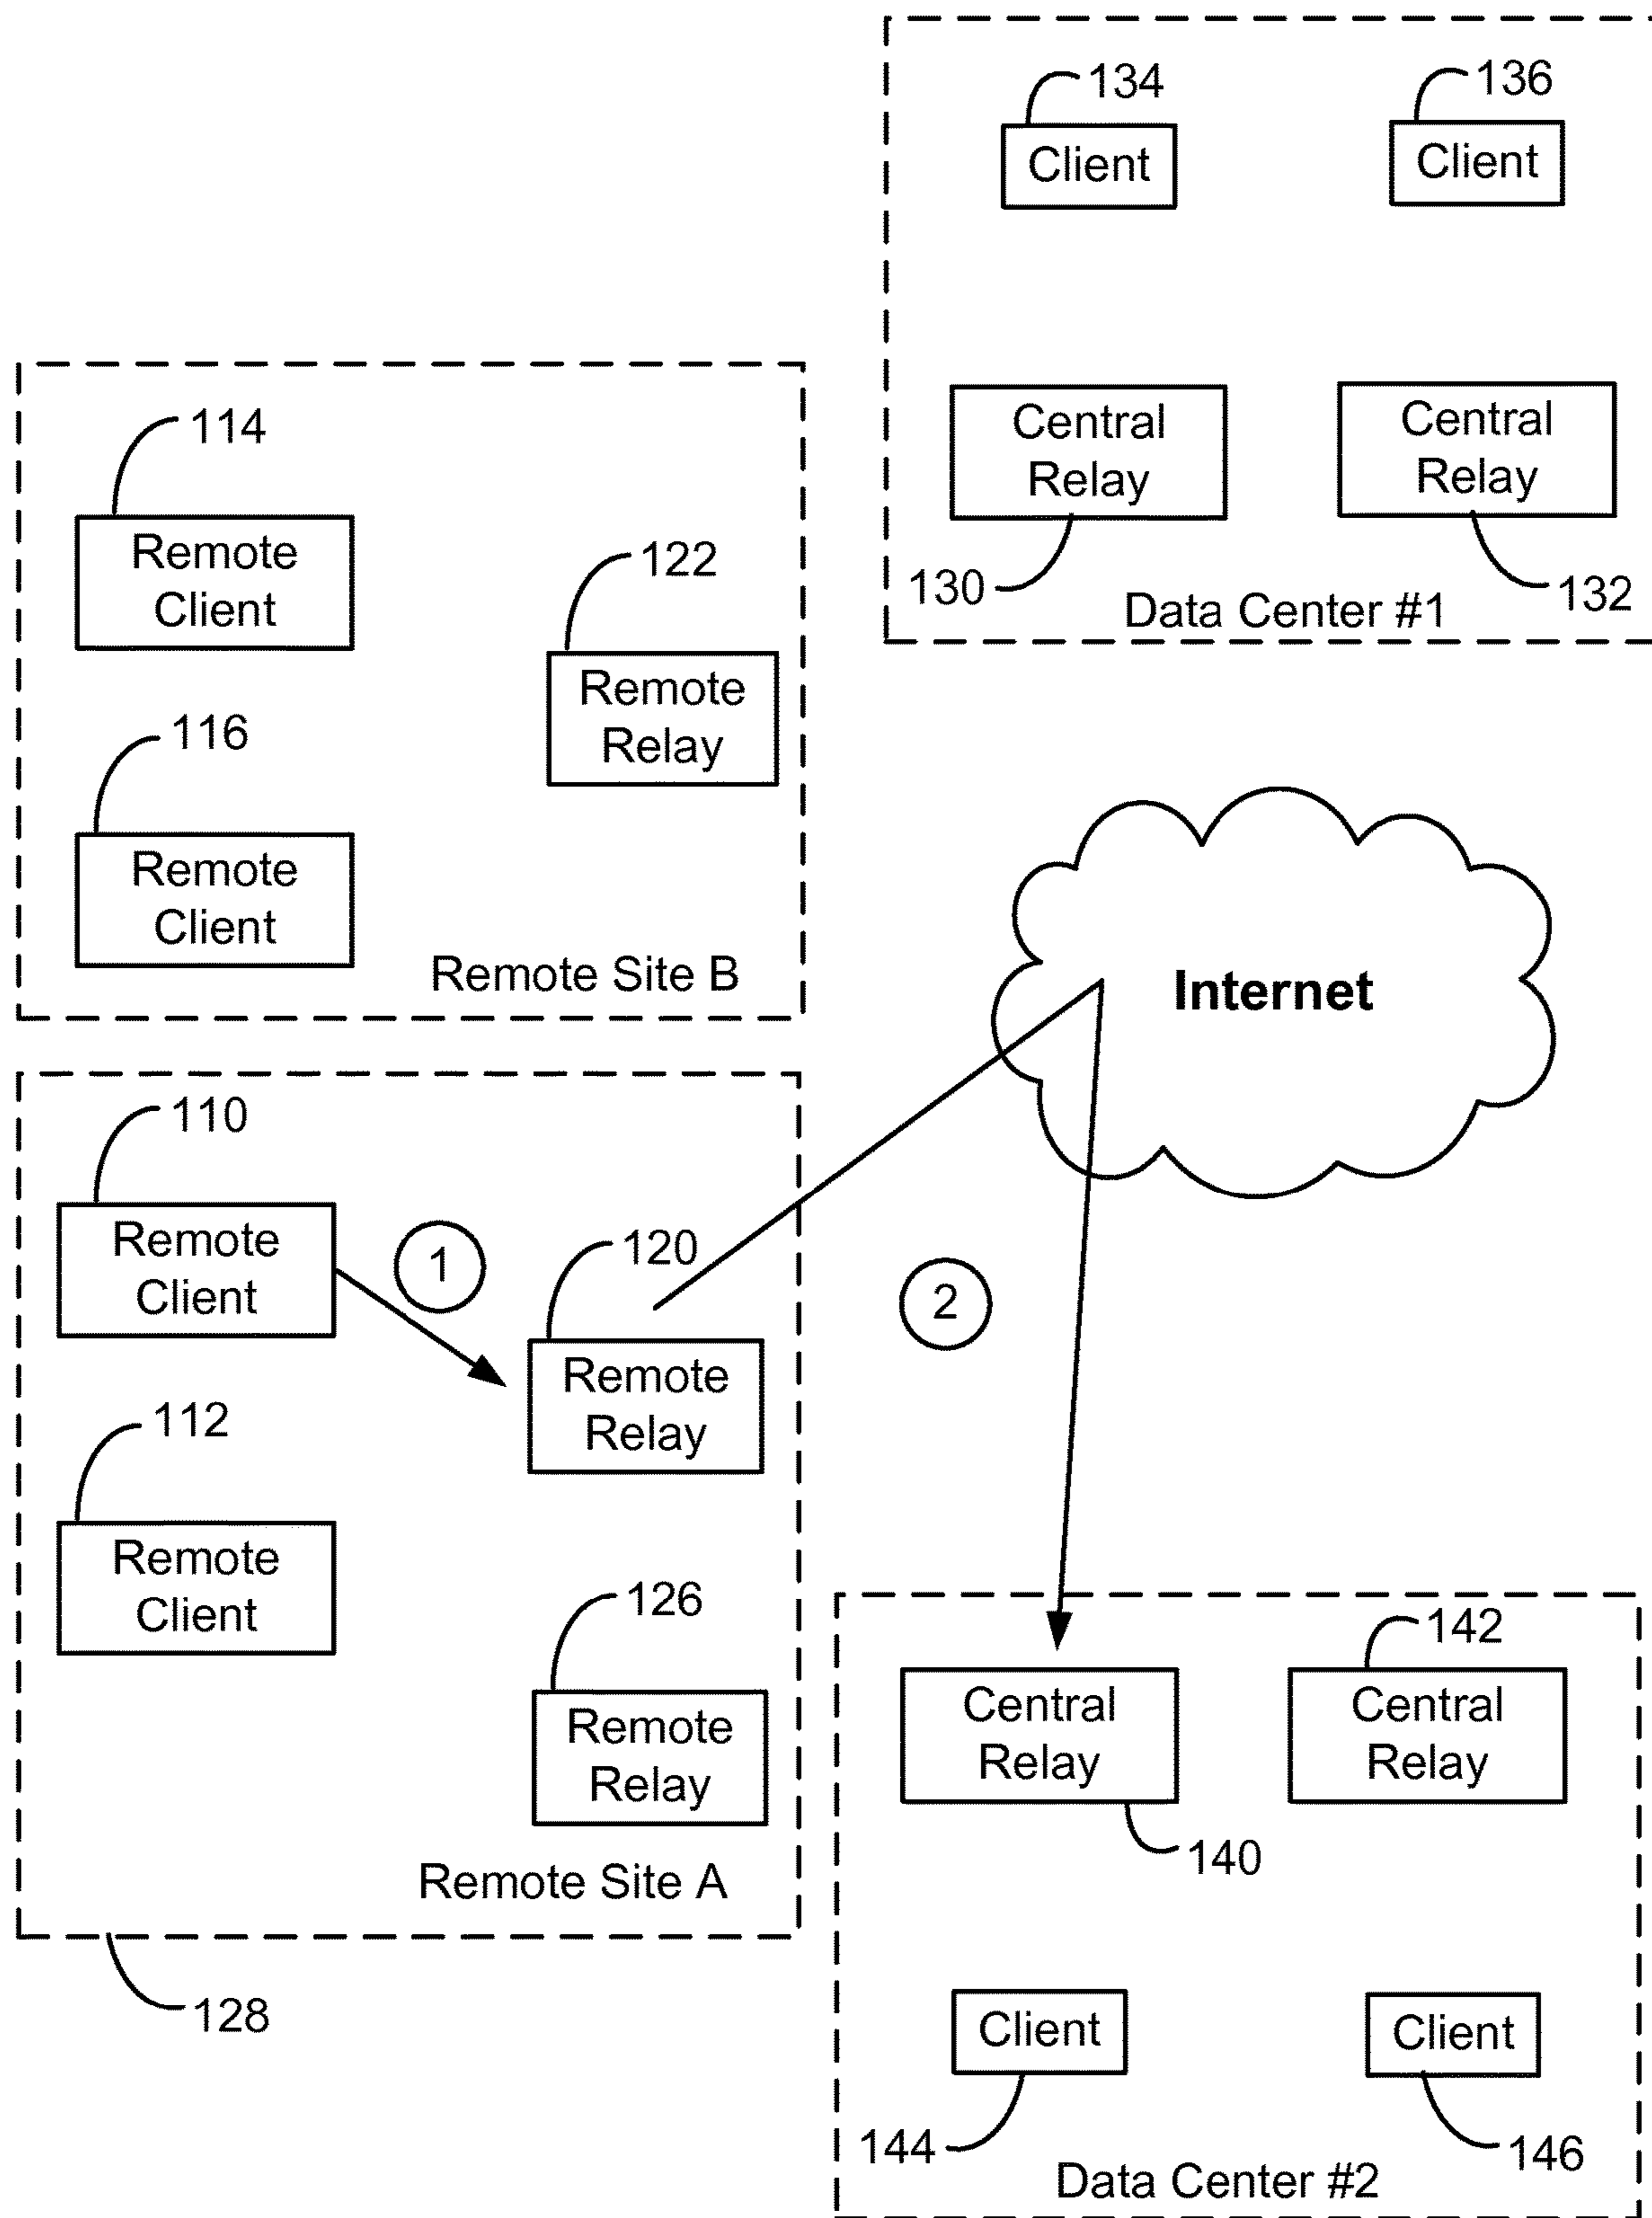 134
136
Client
Client
Central
Relay
Central
Relay
130
132
Data Center #1
114
Remote
Client
122
Remote
Relay
116
Remote
Client
Remote Site B
Internet
110
Remote
Client
1
120
Remote
Relay
2
112
Remote
Client
126
Remote
Relay
Remote Site A
128
142
Central
Relay
Central
Relay
140
Client
Client
144
146
Data Center #2